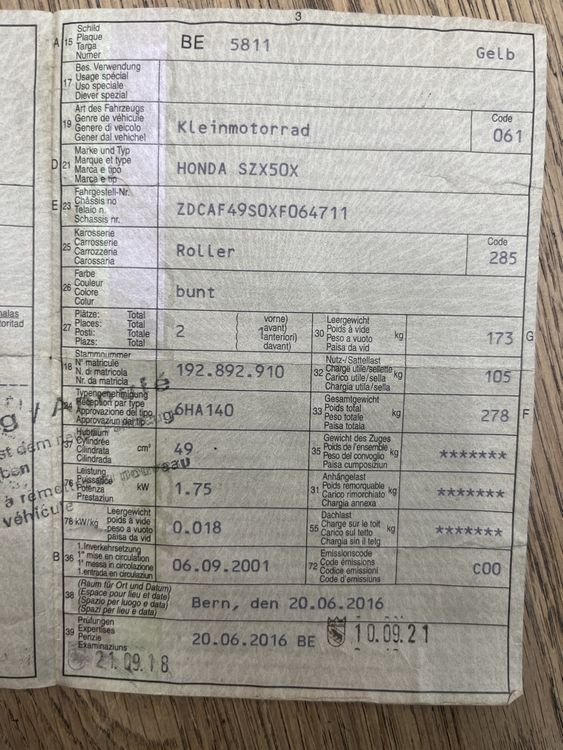 3
A 15 Schild
Plaque
Targa
Numer
BE 5811 Gelb
17 Bes. Verwendung
Usage spécial
Uso speciale
Diever spezial
19 Art des Fahrzeugs
Genre de véhicule
Genere di veicolo
Gener dal vehichel
Kleinmotorrad
Code
061
D 21 Marke und Typ
Marque et type
Marca e tipo
Marca e tip
HONDA SZX50X
E 23 Fahrgestell-Nr.
Châssis no
Telaio n.
Schassis nr.
ZDCAF49S0XF064711
25 Karosserie
Carrosserie
Carrozzeria
Carossaria
Roller
Code
285
26 Farbe
Couleur
Colore
Calur
bunt
27 Plätze: Total
Places: Total
Posti: Totale
Plazs: Total
2
( vorne)
( 1 avant)
( anteriori)
( davant)
30 Leergewicht
Poids à vide
Peso a vuoto
Paisa da vid
kg
173 G
18 Stammnummer
N° matricule
N. di matricola
Nr. da matricla
192.892.910
32 Nutz-/Sattellast
Charge utile/sellette
Carico utile/sella
Chargia utila/sella
kg
105
Typengenehmigung
Réception par type
Approvazione del tipo
Approvaziun dal tip
6HA140
33 Gesamtgewicht
Poids total
Peso totale
Paisa totala
278 F
37 Hubraum
Cylindrée
Cilindrata
Cilindrada
cm³
49
35 Gewicht des Zuges
Poids de l'ensemble
Peso del convoglio
Paisa cumposiziun
kg
*******
76 Leistung
Puissance
Potenza
Prestaziun
kW
1.75
31 Anhängelast
Poids remorquable
Carico rimorchiato
Chargia annexa
kg
*******
78 kW/kg
Leergewicht
poids à vide
peso a vuoto
paisa da vid
0.018
55 Dachlast
Charge sur le toit
Carico sul tetto
Chargia sin il tetg
kg
*******
B 36 1. Inverkehrsetzung
1re mise en circulation
1a messa in circolazione
1. entrada en circulaziun
06.09.2001
72 Emissionscode
Code émissions
Codice emissioni
Code d'emissiuns
C00
38 (Raum für Ort und Datum)
(Espace pour lieu et date)
(Spazio per luogo e data)
(Spazi per lieu e data)
Bern, den 20.06.2016
39 Prüfungen
Expertises
Perizie
Examinaziuns
20.06.2016 BE 10.09.21
21.09.18